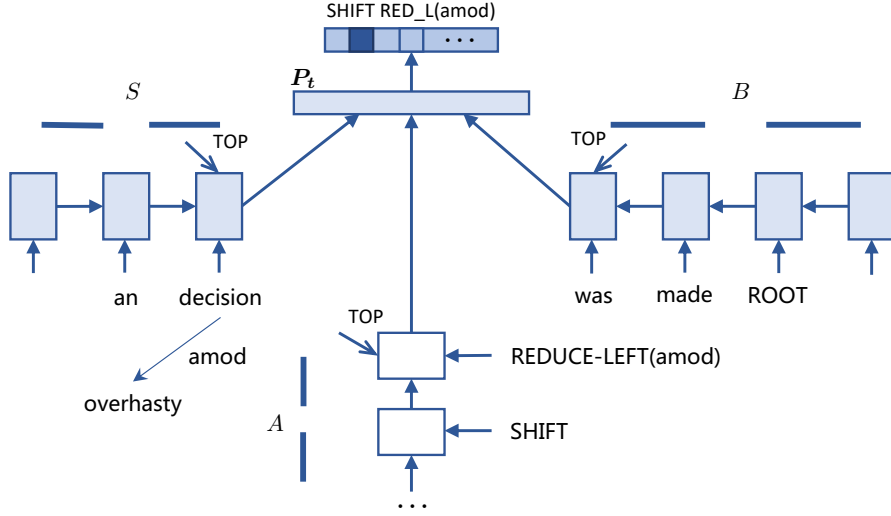 SHIFT RED_L(amod)
...
P_t
S
B
TOP
TOP
an
decision
was
made
ROOT
TOP
amod
REDUCE-LEFT(amod)
overhasty
A
SHIFT
...